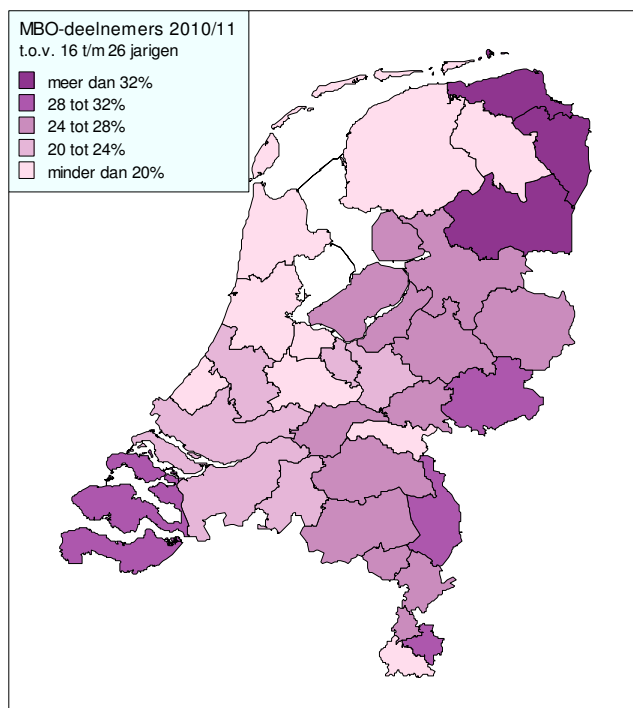 MBO-deelnemers 2010/11
t.o.v. 16 t/m 26 jarigen
meer dan 32%
28 tot 32%
24 tot 28%
20 tot 24%
minder dan 20%